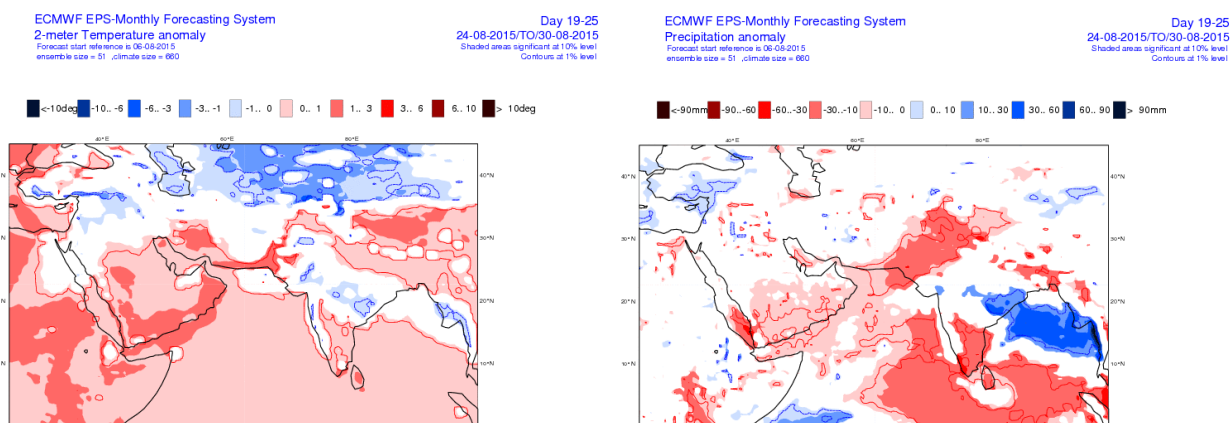 ECMWF EPS-Monthly Forecasting System
2-meter Temperature anomaly
Forecast start reference is 06-08-2015
ensemble size = 51 ,climate size = 660
Day 19-25
24-08-2015/TO/30-08-2015
Shaded areas significant at 10% level
Contours at 1% level
<-10deg -10.. -6 -6.. -3 -3.. -1 -1.. 0 0.. 1 1.. 3 3.. 6 6.. 10 > 10deg
40°E 60°E 80°E
N 40°N
N 30°N
20°N
N 10°N
ECMWF EPS-Monthly Forecasting System
Precipitation anomaly
Forecast start reference is 06-08-2015
ensemble size = 51 ,climate size = 660
Day 19-25
24-08-2015/TO/30-08-2015
Shaded areas significant at 10% level
Contours at 1% level
<-90mm -90..-60 -60..-30 -30..-10 -10.. 0 0.. 10 10.. 30 30.. 60 60.. 90 > 90mm
40°E 60°E 80°E
40°N 40°N
30°N 30°N
20°N 20°N
10°N 10°N